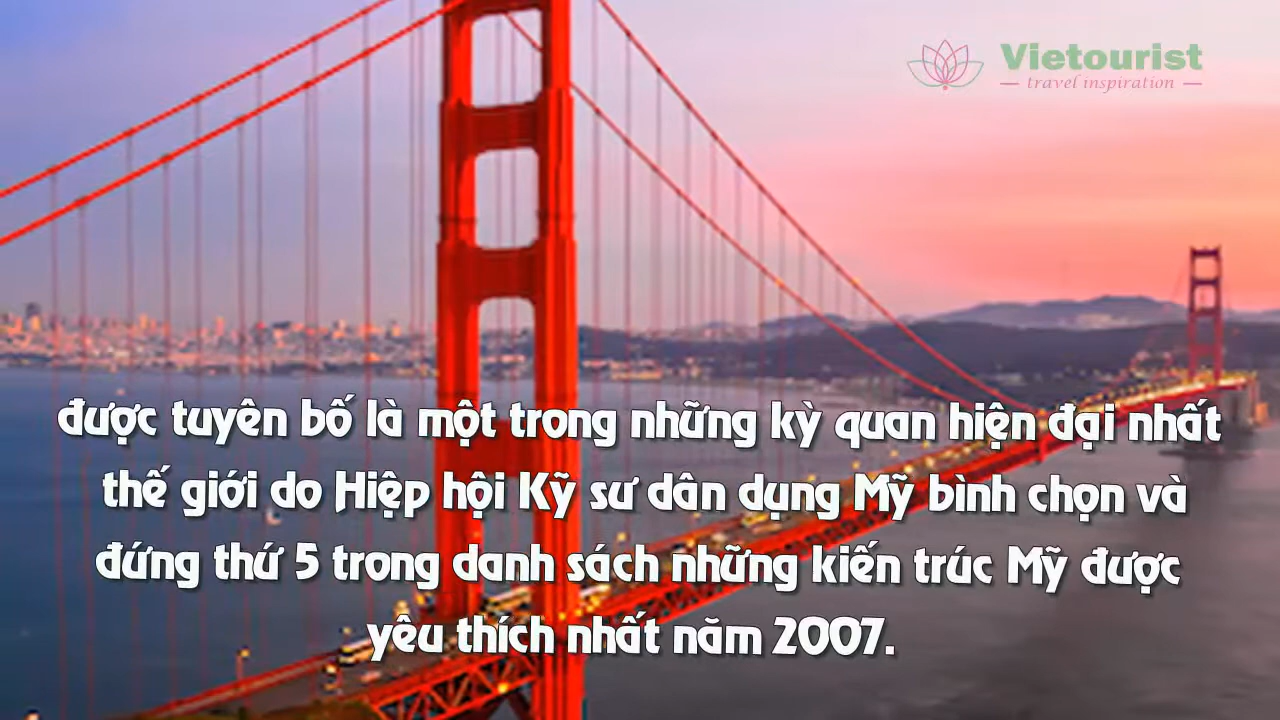 Vietourist
travel inspiration
được tuyên bố là một trong những kỳ quan hiện đại nhất
thế giới do Hiệp hội Kỹ sư dân dụng Mỹ bình chọn và
đứng thứ 5 trong danh sách những kiến trúc Mỹ được
yêu thích nhất năm 2007.